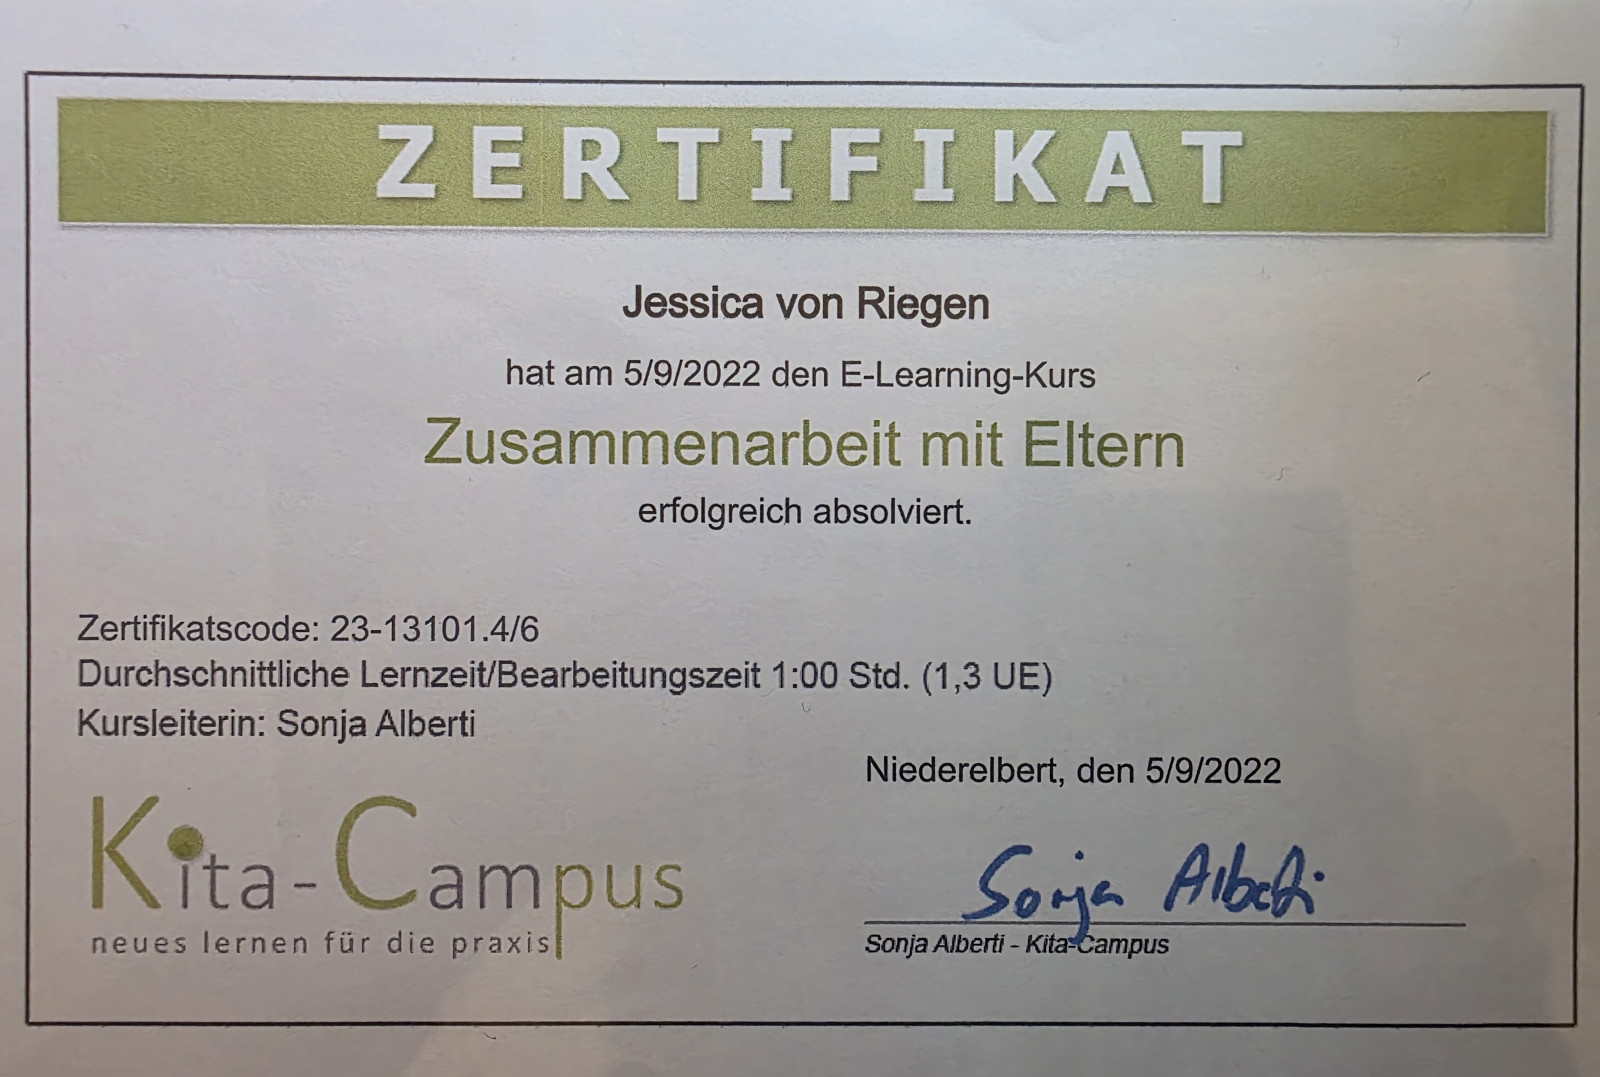 ZERTIFIKAT
Jessica von Riegen
hat am 5/9/2022 den E-Learning-Kurs
Zusammenarbeit mit Eltern
erfolgreich absolviert.
Zertifikatscode: 23-13101.4/6
Durchschnittliche Lernzeit/Bearbeitungszeit 1:00 Std. (1,3 UE)
Kursleiterin: Sonja Alberti
Niederelbert, den 5/9/2022
Kita-Campus
neues lernen für die praxis
Sonja Alberti
Sonja Alberti - Kita-Campus